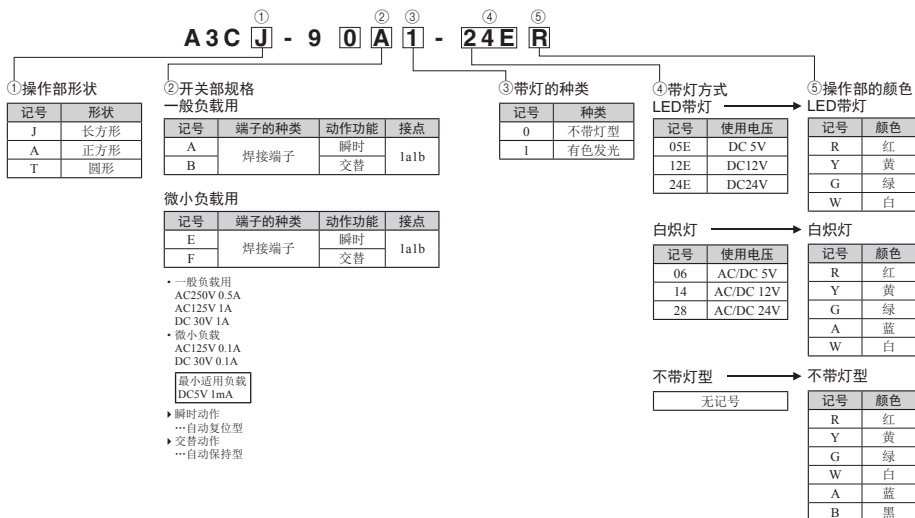 ① ② ③ ④ ⑤
A3C J - 9 0 A 1 - 24E R
①操作部形状
记号 形状
J 长方形
A 正方形
T 圆形
②开关部规格
一般负载用
记号 端子的种类 动作功能 接点
A 焊接端子 瞬时 1a1b
B 交替
微小负载用
记号 端子的种类 动作功能 接点
E 焊接端子 瞬时 1a1b
F 交替
・一般负载用
AC250V 0.5A
AC125V 1A
DC 30V 1A
・微小负载
AC125V 0.1A
DC 30V 0.1A
最小适用负载
DC5V 1mA
瞬时动作
…自动复位型
交替动作
…自动保持型
③带灯的种类
记号 种类
0 不带灯型
1 有色发光
④带灯方式
LED带灯
记号 使用电压
05E DC 5V
12E DC12V
24E DC24V
白炽灯
记号 使用电压
06 AC/DC 5V
14 AC/DC 12V
28 AC/DC 24V
不带灯型
无记号
⑤操作部的颜色
LED带灯
记号 颜色
R 红
Y 黄
G 绿
W 白
白炽灯
记号 颜色
R 红
Y 黄
G 绿
A 蓝
W 白
不带灯型
记号 颜色
R 红
Y 黄
G 绿
W 白
A 蓝
B 黑